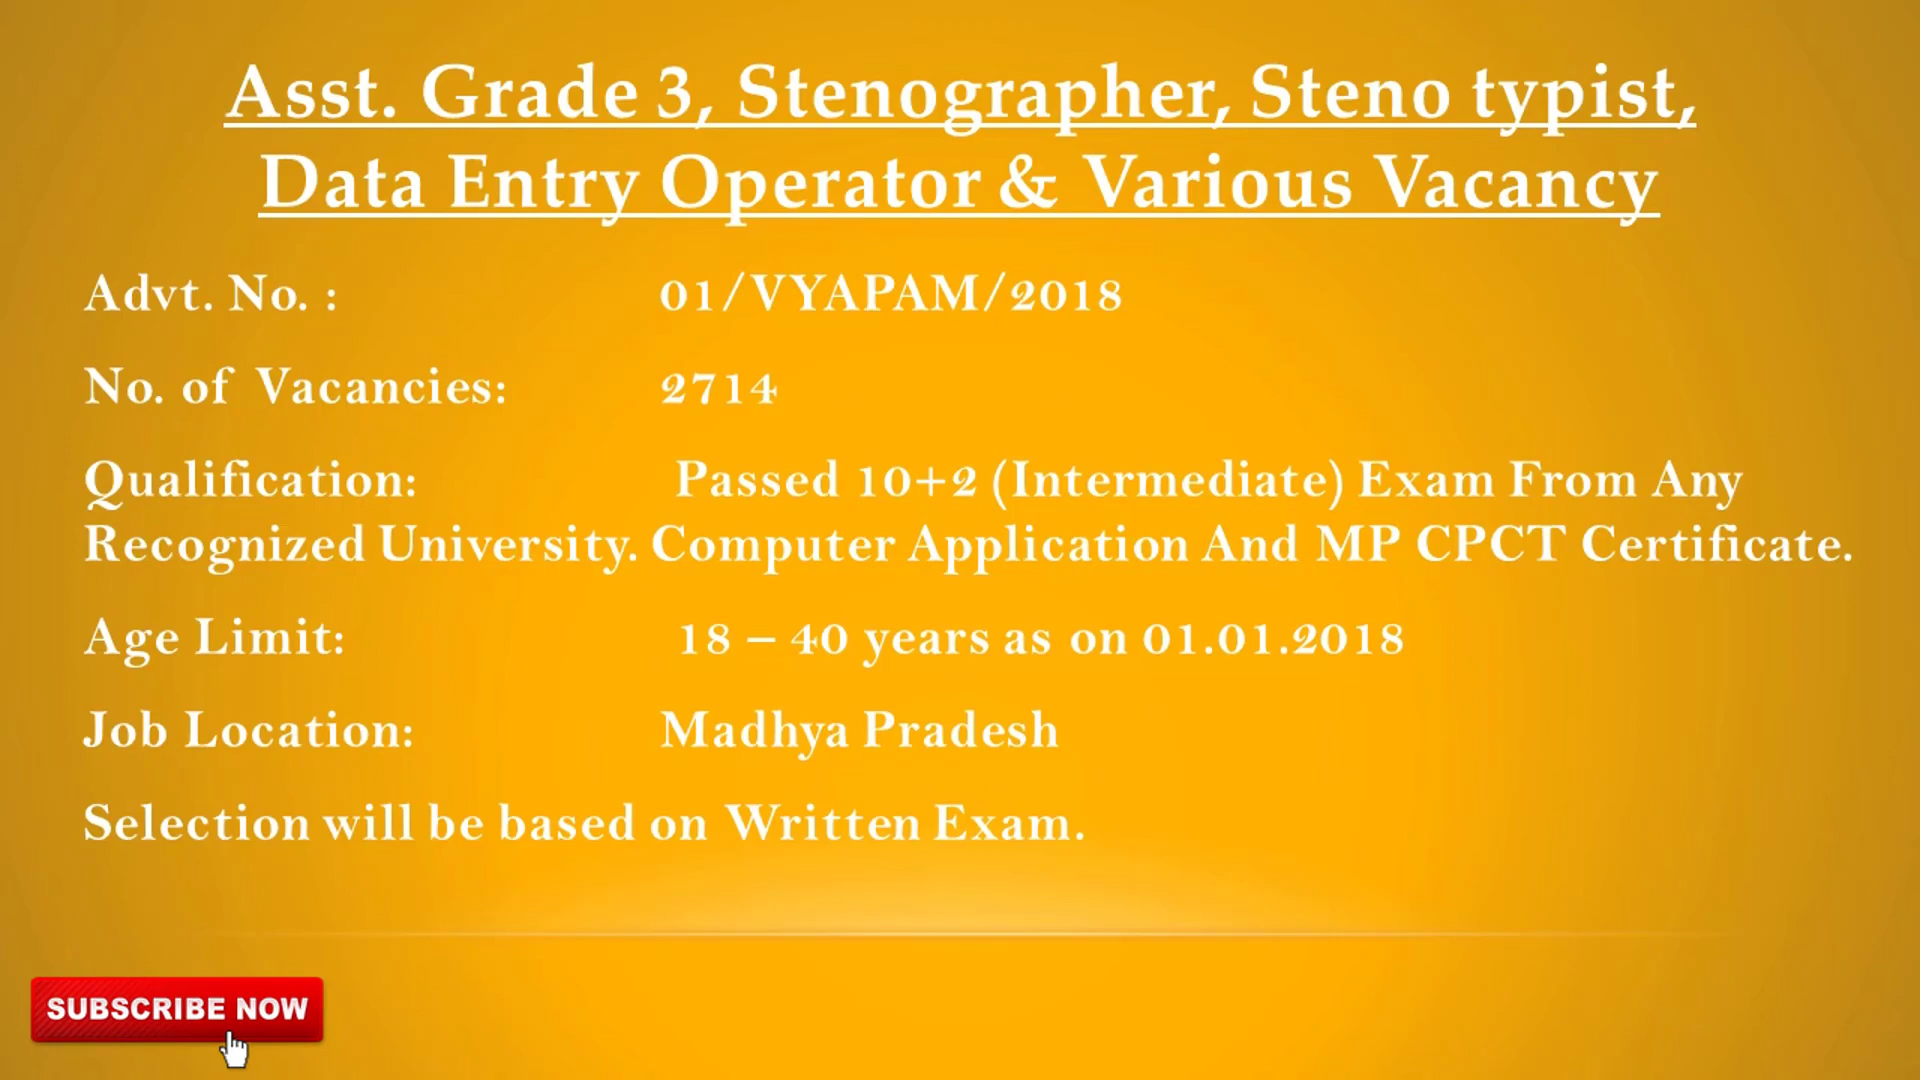 Asst. Grade 3, Stenographer, Steno typist,
Data Entry Operator & Various Vacancy
Advt. No. : 01/VYAPAM/2018
No. of Vacancies: 2714
Qualification: Passed 10+2 (Intermediate) Exam From Any
Recognized University. Computer Application And MP CPCT Certificate.
Age Limit: 18 – 40 years as on 01.01.2018
Job Location: Madhya Pradesh
Selection will be based on Written Exam.
SUBSCRIBE NOW